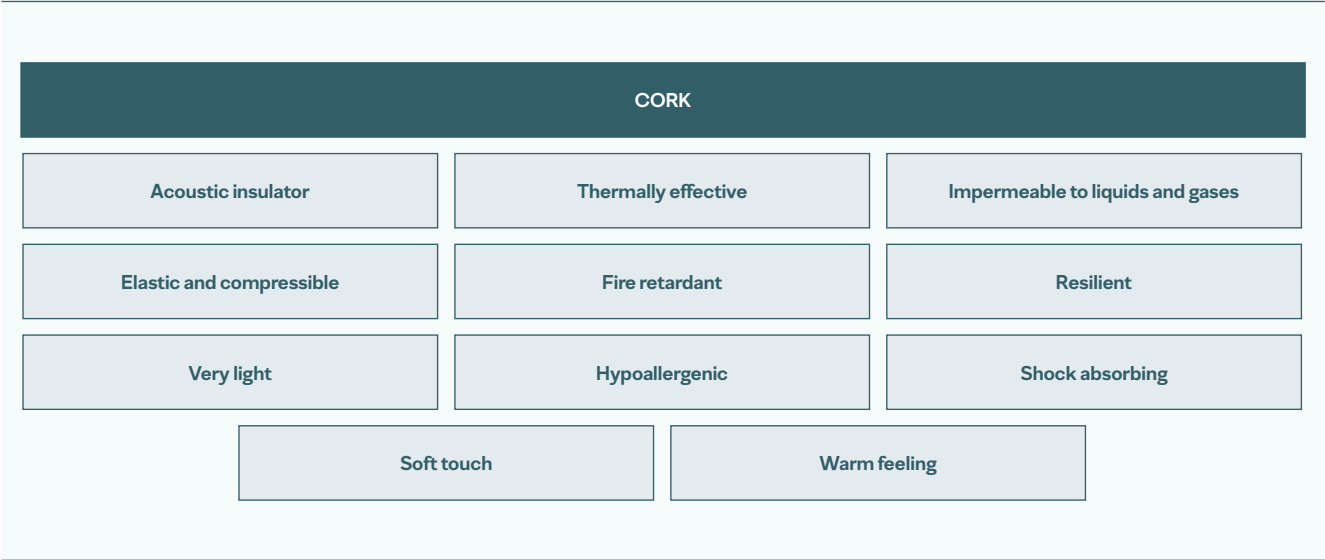 CORK
Acoustic insulator
Thermally effective
Impermeable to liquids and gases
Elastic and compressible
Fire retardant
Resilient
Very light
Hypoallergenic
Shock absorbing
Soft touch
Warm feeling